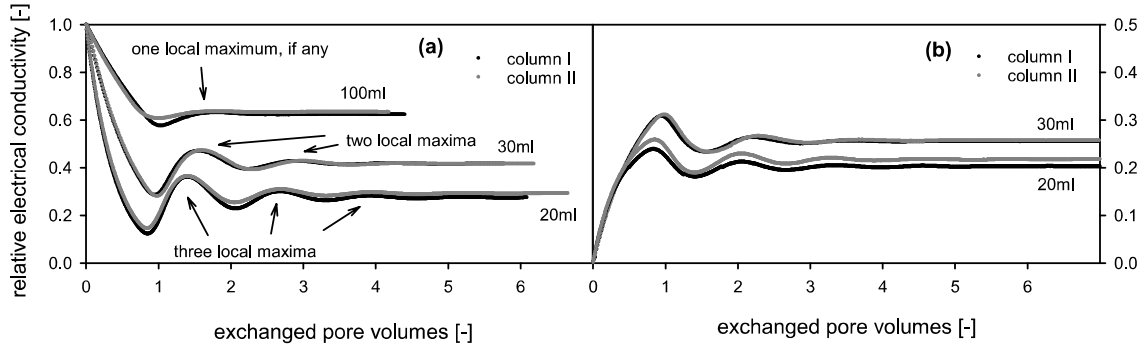 relative electrical conductivity [-]
1.0
0.8
0.6
0.4
0.2
0.0
(a)
one local maximum, if any
column I
column II
100ml
two local maxima
30ml
20ml
three local maxima
0 1 2 3 4 5 6
exchanged pore volumes [-]
(b)
column I
column II
30ml
20ml
0.5
0.4
0.3
0.2
0.1
0.0
0 1 2 3 4 5 6
exchanged pore volumes [-]